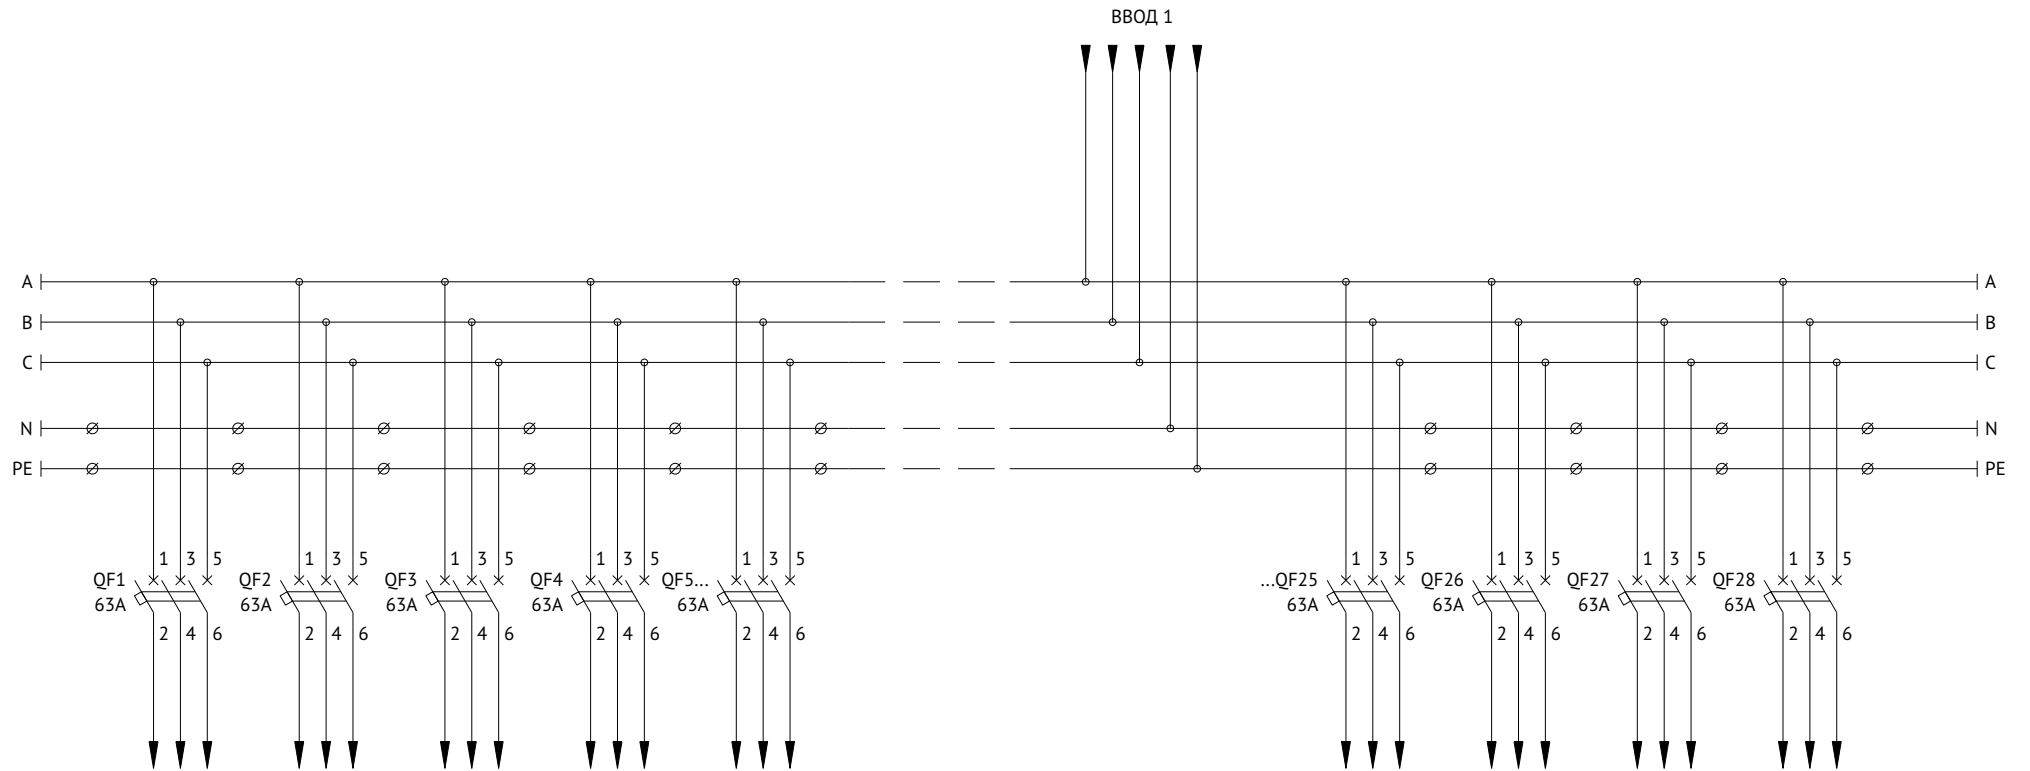 ВВОД 1
A A
B B
C C
N N
PE PE
1 3 5 1 3 5 1 3 5 1 3 5 1 3 5 1 3 5 1 3 5 1 3 5 1 3 5
QF1 QF2 QF3 QF4 QF5... ...QF25 QF26 QF27 QF28
63A 63A 63A 63A 63A 63A 63A 63A 63A
2 4 6 2 4 6 2 4 6 2 4 6 2 4 6 2 4 6 2 4 6 2 4 6 2 4 6